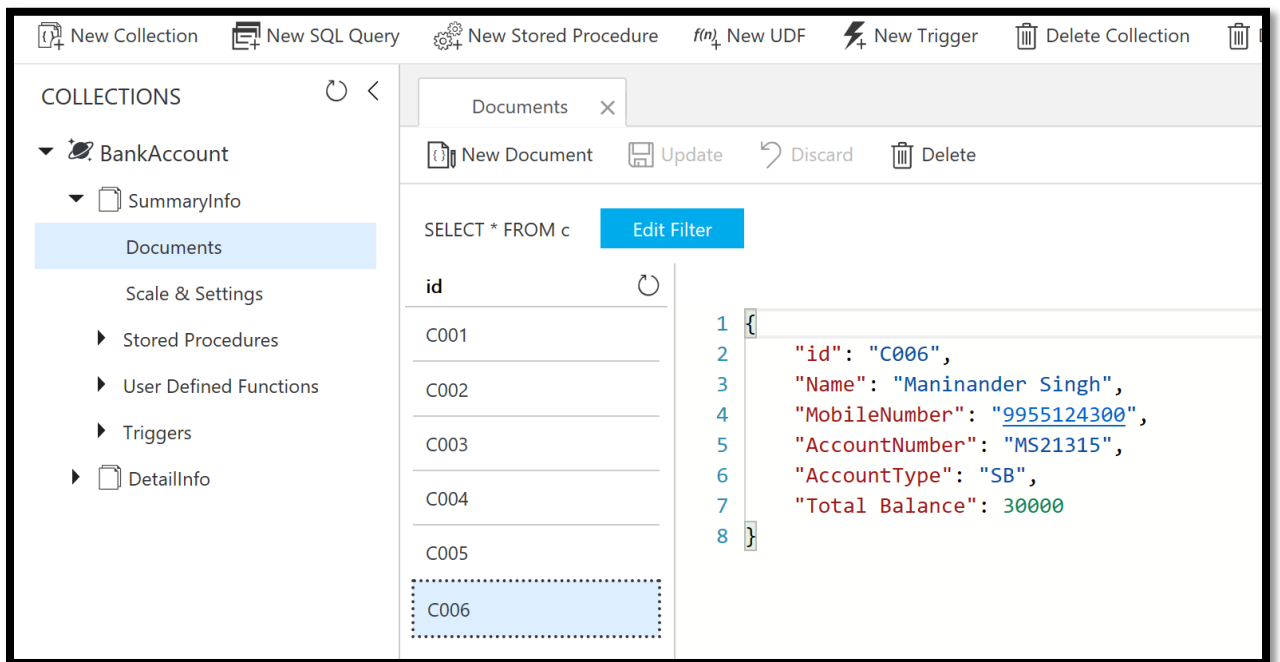 New Collection New SQL Query New Stored Procedure f(n) New UDF New Trigger Delete Collection
COLLECTIONS
BankAccount
SummaryInfo
Documents
Scale & Settings
Stored Procedures
User Defined Functions
Triggers
DetailInfo
Documents
New Document Update Discard Delete
SELECT * FROM c Edit Filter
id
C001
C002
C003
C004
C005
C006
1 {
2 "id": "C006",
3 "Name": "Maninander Singh",
4 "MobileNumber": "9955124300",
5 "AccountNumber": "MS21315",
6 "AccountType": "SB",
7 "Total Balance": 30000
8 }